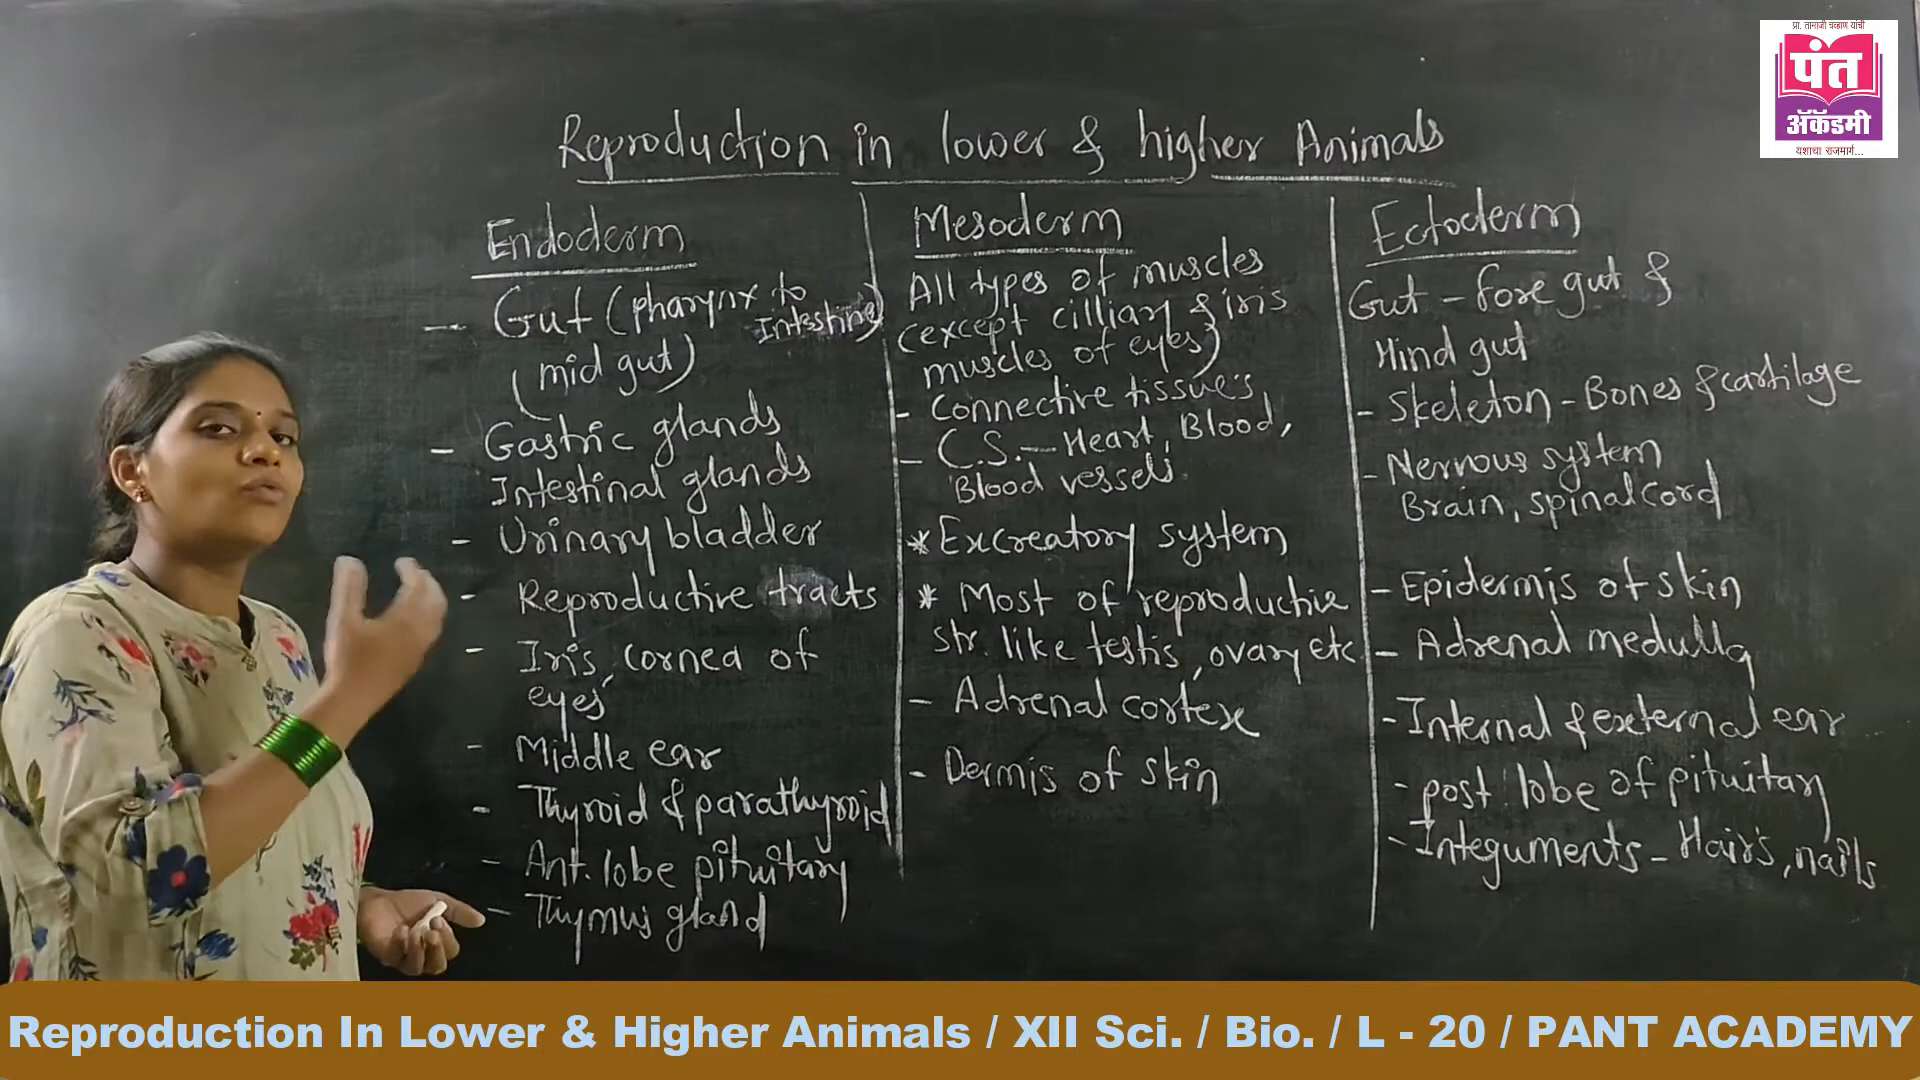 प्रा. तानाजी चव्हाण यांची
पंत
ॲकॅडमी
यशाचा राजमार्ग...
Reproduction in lower & higher Animals
Endoderm
-- Gut (pharynx to
Intestine)
(mid gut)
- Gastric glands
Intestinal glands
- Urinary bladder
- Reproductive tracts
- Iris, cornea of
eyes
- Middle ear
- Thyroid & parathyroid
- Ant. lobe pituitary
- Thymus gland
Mesoderm
All types of muscles
(except cilliary & iris
muscles of eyes)
- Connective tissues
- C.S. - Heart, Blood,
Blood vessels
* Excreatory system
* Most of reproductive
str. like testis, ovary etc.
- Adrenal cortex
- Dermis of skin
Ectoderm
Gut - fore gut &
Hind gut
- Skeleton - Bones & cartilage
- Nervous system
Brain, spinal cord
- Epidermis of skin
- Adrenal medulla
- Internal & external ear
- post lobe of pituitary
- Integuments - Hairs, nails
Reproduction In Lower & Higher Animals / XII Sci. / Bio. / L - 20 / PANT ACADEMY